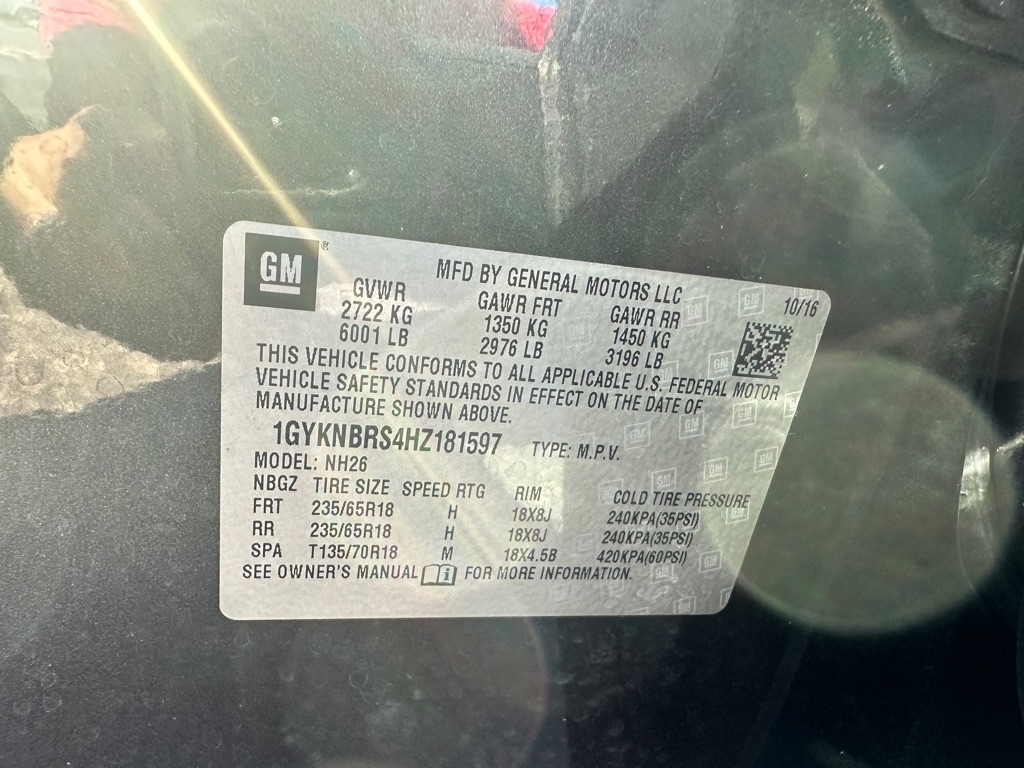 GM®
MFD BY GENERAL MOTORS LLC
10/16
GVWR GAWR FRT GAWR RR
2722 KG 1350 KG 1450 KG
6001 LB 2976 LB 3196 LB
THIS VEHICLE CONFORMS TO ALL APPLICABLE U.S. FEDERAL MOTOR
VEHICLE SAFETY STANDARDS IN EFFECT ON THE DATE OF
MANUFACTURE SHOWN ABOVE.
1GYKNBRS4HZ181597 TYPE: M.P.V.
MODEL: NH26
NBGZ TIRE SIZE SPEED RTG RIM COLD TIRE PRESSURE
FRT 235/65R18 H 18X8J 240KPA(35PSI)
RR 235/65R18 H 18X8J 240KPA(35PSI)
SPA T135/70R18 M 18X4.5B 420KPA(60PSI)
SEE OWNER'S MANUAL i FOR MORE INFORMATION.